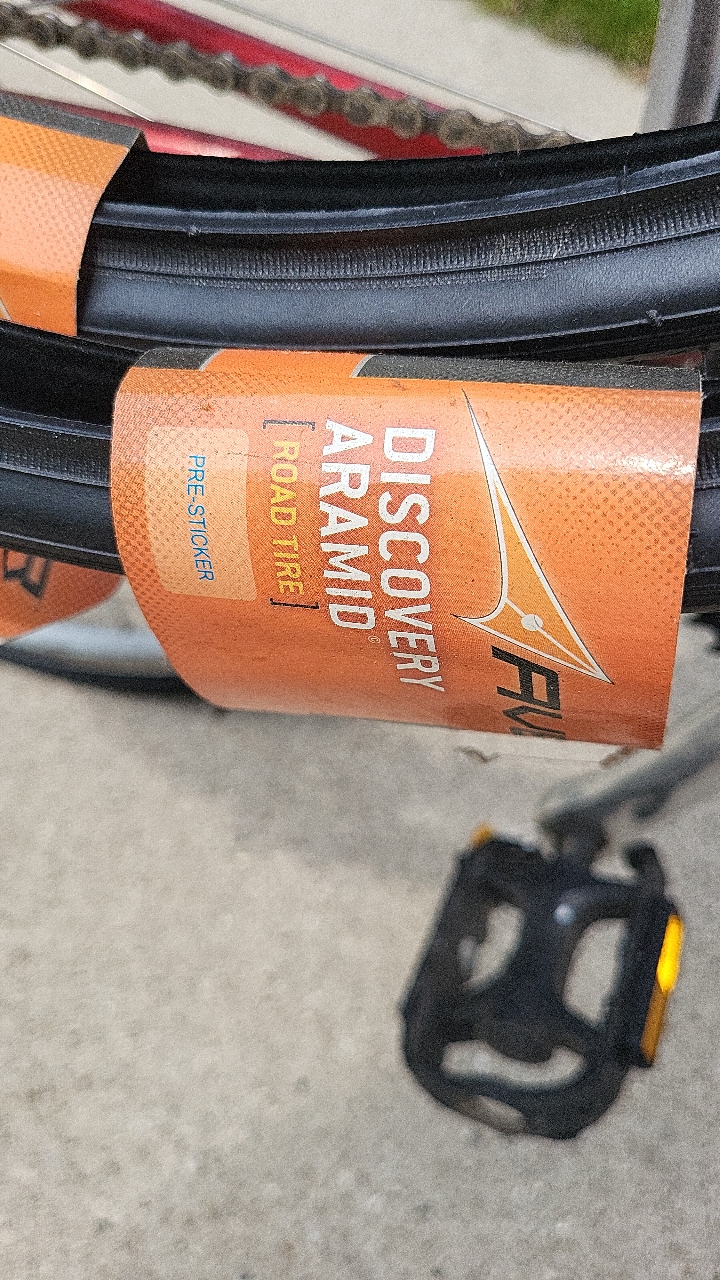 DISCOVERY
ARAMID©
[ROAD TIRE]
PRE-STICKER